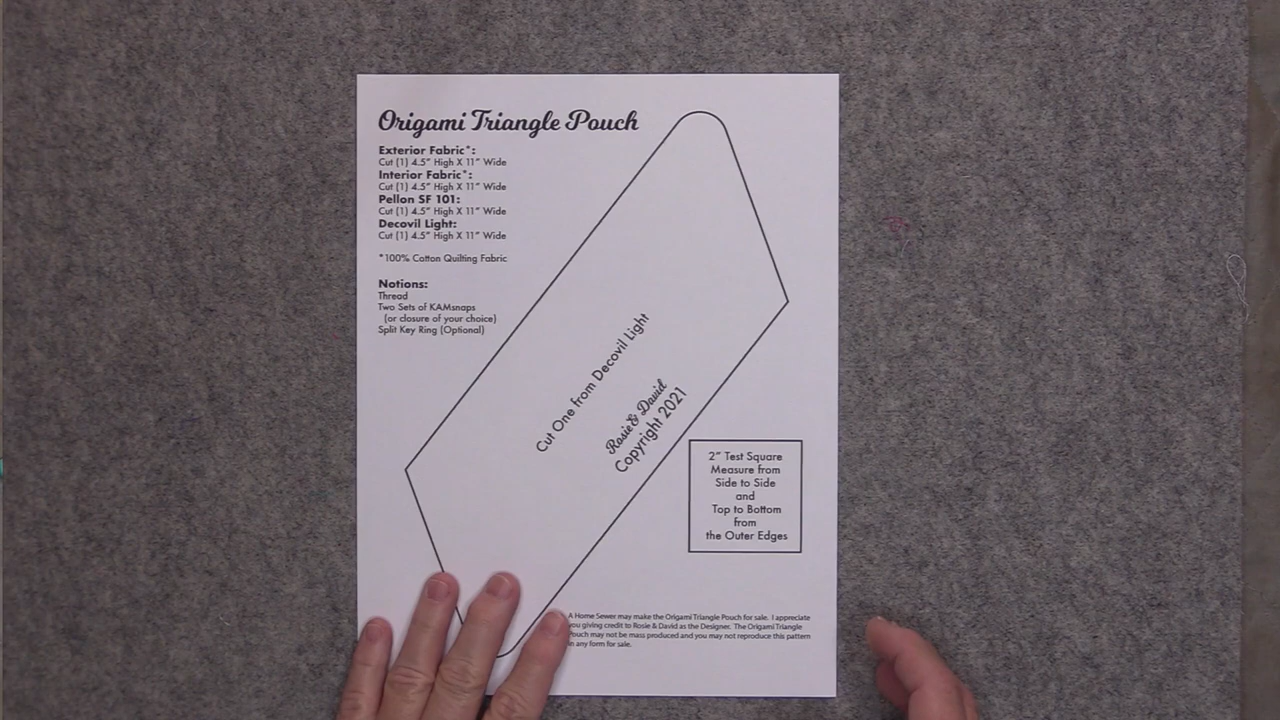 Origami Triangle Pouch
Exterior Fabric*:
Cut (1) 4.5” High X 11” Wide
Interior Fabric*:
Cut (1) 4.5” High X 11” Wide
Pellon SF 101:
Cut (1) 4.5” High X 11” Wide
Decovil Light:
Cut (1) 4.5” High X 11” Wide
*100% Cotton Quilting Fabric
Notions:
Thread
Two Sets of KAMsnaps
(or closure of your choice)
Split Key Ring (Optional)
Cut One from Decovil Light
Rosie & David
Copyright 2021
2” Test Square
Measure from
Side to Side
and
Top to Bottom
from
the Outer Edges
A Home Sewer may make the Origami Triangle Pouch for sale. I appreciate
you giving credit to Rosie & David as the Designer. The Origami Triangle
Pouch may not be mass produced and you may not reproduce this pattern
in any form for sale.